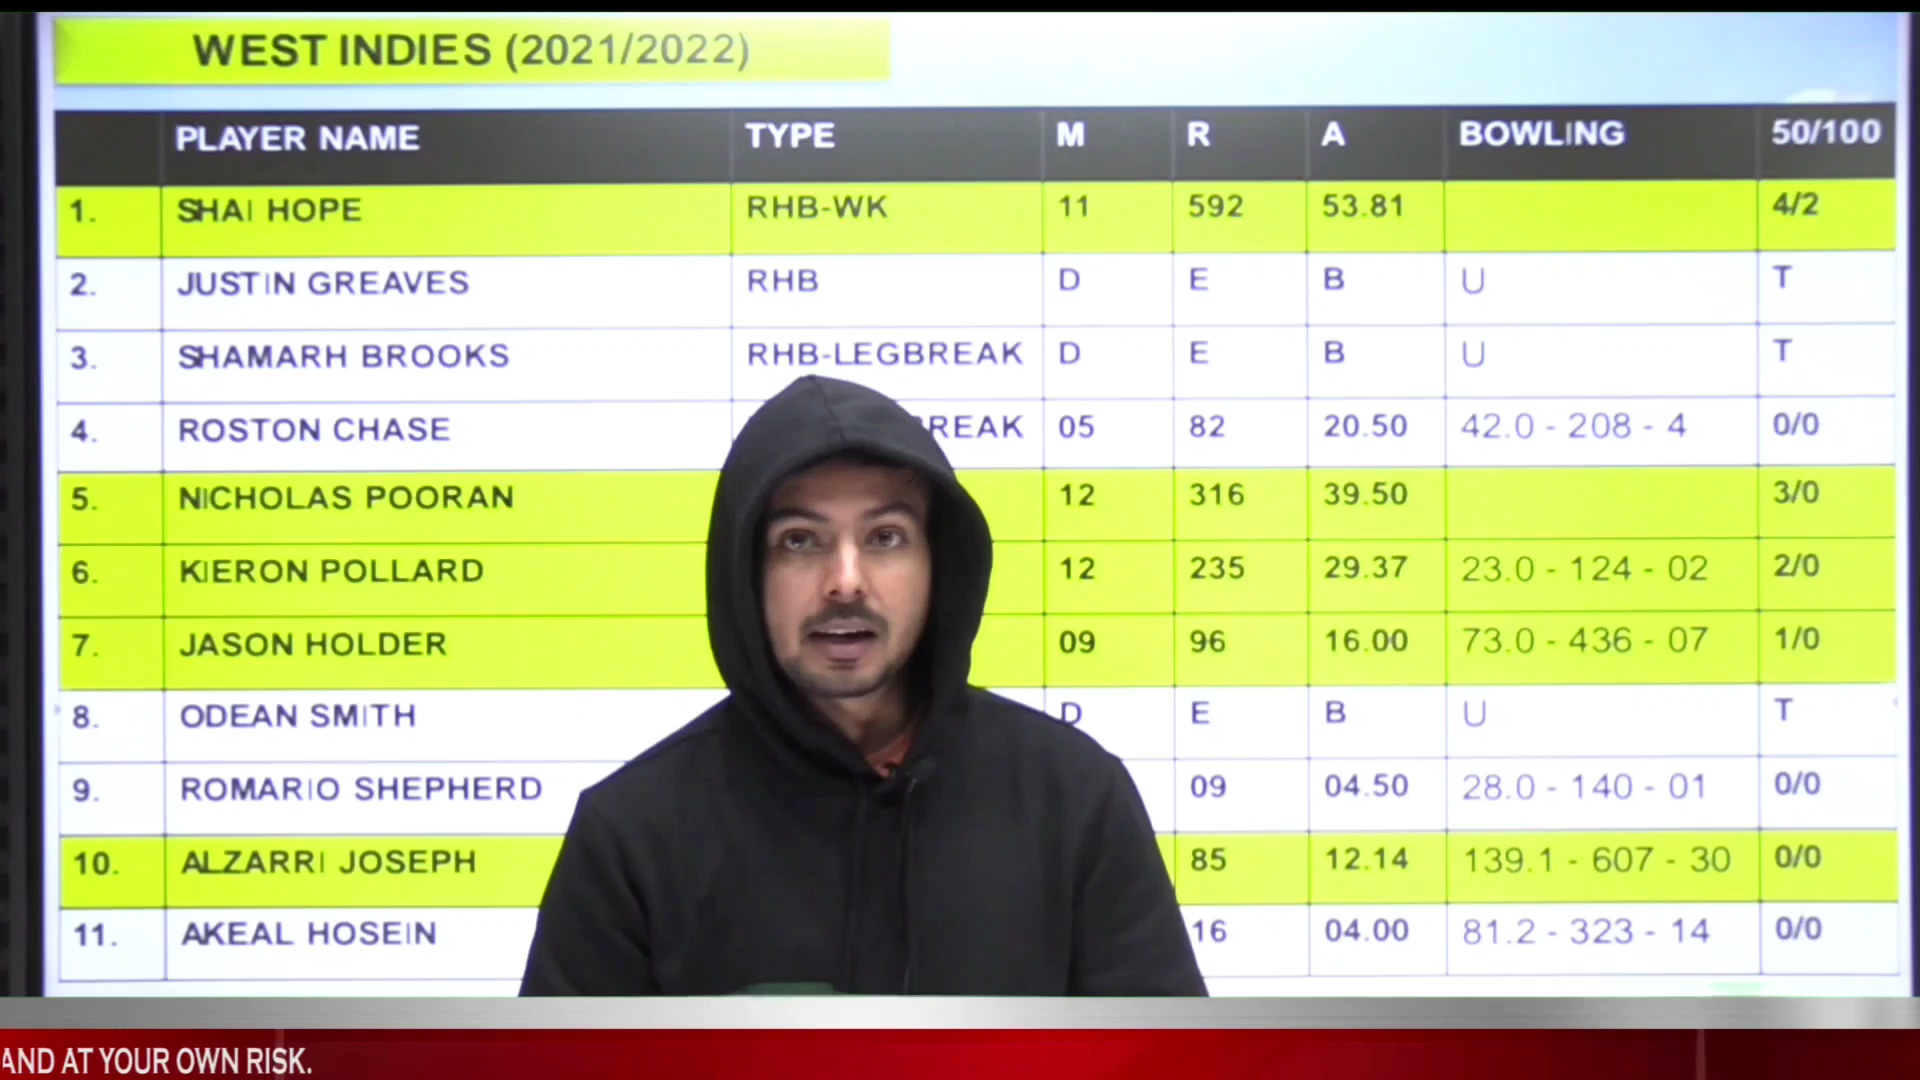 WEST INDIES (2021/2022)
PLAYER NAME TYPE M R A BOWLING 50/100
1. SHAI HOPE RHB-WK 11 592 53.81 4/2
2. JUSTIN GREAVES RHB D E B U T
3. SHAMARH BROOKS RHB-LEGBREAK D E B U T
4. ROSTON CHASE REAK 05 82 20.50 42.0 - 208 - 4 0/0
5. NICHOLAS POORAN 12 316 39.50 3/0
6. KIERON POLLARD 12 235 29.37 23.0 - 124 - 02 2/0
7. JASON HOLDER 09 96 16.00 73.0 - 436 - 07 1/0
8. ODEAN SMITH D E B U T
9. ROMARIO SHEPHERD 09 04.50 28.0 - 140 - 01 0/0
10. ALZARRI JOSEPH 85 12.14 139.1 - 607 - 30 0/0
11. AKEAL HOSEIN 16 04.00 81.2 - 323 - 14 0/0
AND AT YOUR OWN RISK.